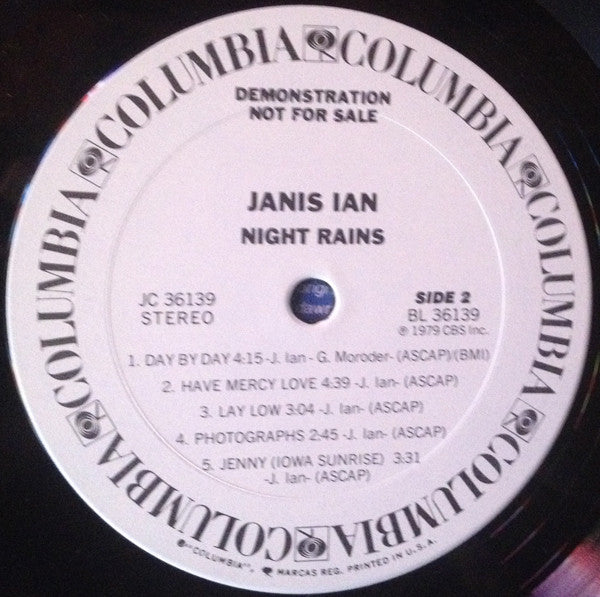 COLUMBIA COLUMBIA COLUMBIA COLUMBIA COLUMBIA COLUMBIA COLUMBIA COLUMBIA
DEMONSTRATION
NOT FOR SALE
JANIS IAN
NIGHT RAINS
JC 36139
STEREO
SIDE 2
BL 36139
℗ 1979 CBS Inc.
1. DAY BY DAY 4:15 -J. Ian - G. Moroder- (ASCAP)/(BMI)
2. HAVE MERCY LOVE 4:39 -J. Ian- (ASCAP)
3. LAY LOW 3:04 -J. Ian- (ASCAP)
4. PHOTOGRAPHS 2:45 -J. Ian- (ASCAP)
5. JENNY (IOWA SUNRISE) 3:31
-J. Ian- (ASCAP)
"COLUMBIA", MARCAS REG. PRINTED IN U.S.A.